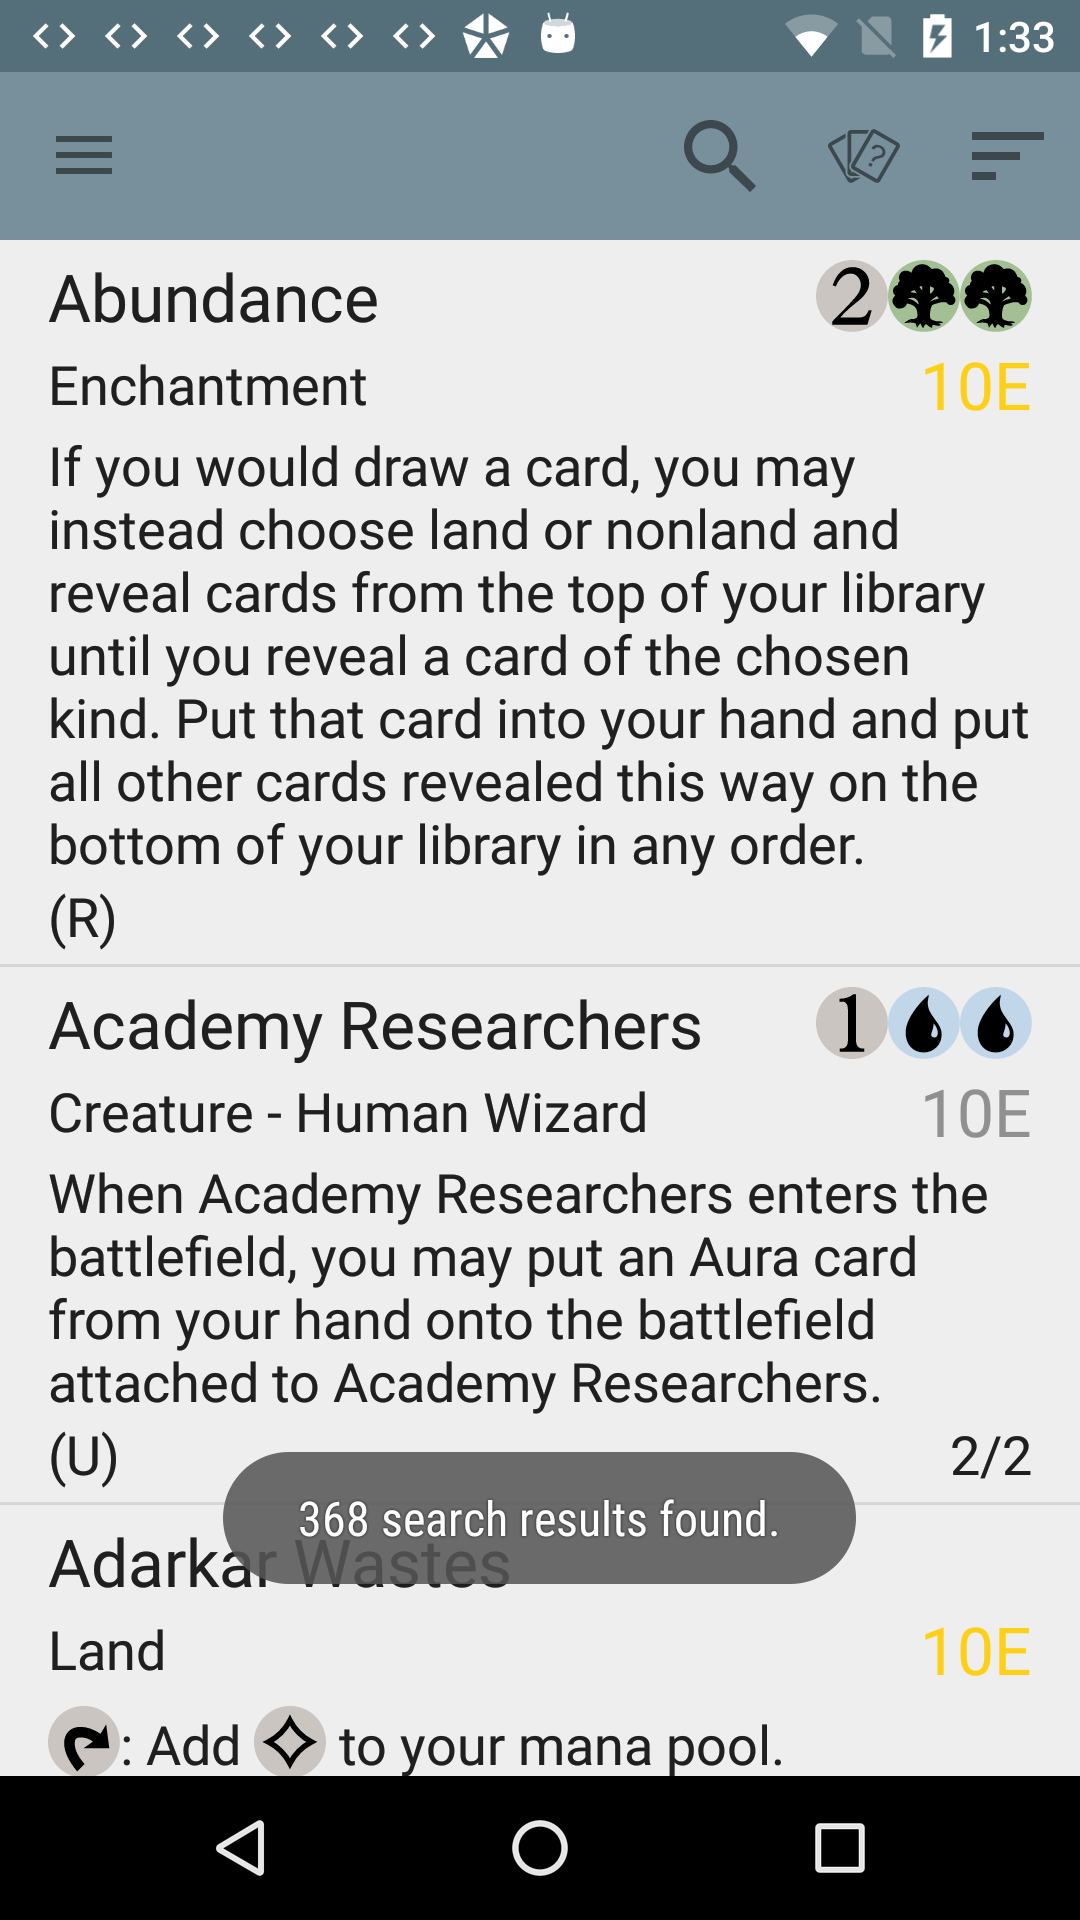 1:33
Abundance 2
Enchantment 10E
If you would draw a card, you may
instead choose land or nonland and
reveal cards from the top of your library
until you reveal a card of the chosen
kind. Put that card into your hand and put
all other cards revealed this way on the
bottom of your library in any order.
(R)
Academy Researchers 1
Creature - Human Wizard 10E
When Academy Researchers enters the
battlefield, you may put an Aura card
from your hand onto the battlefield
attached to Academy Researchers.
(U) 2/2
368 search results found.
Adarkar Wastes
Land 10E
: Add to your mana pool.